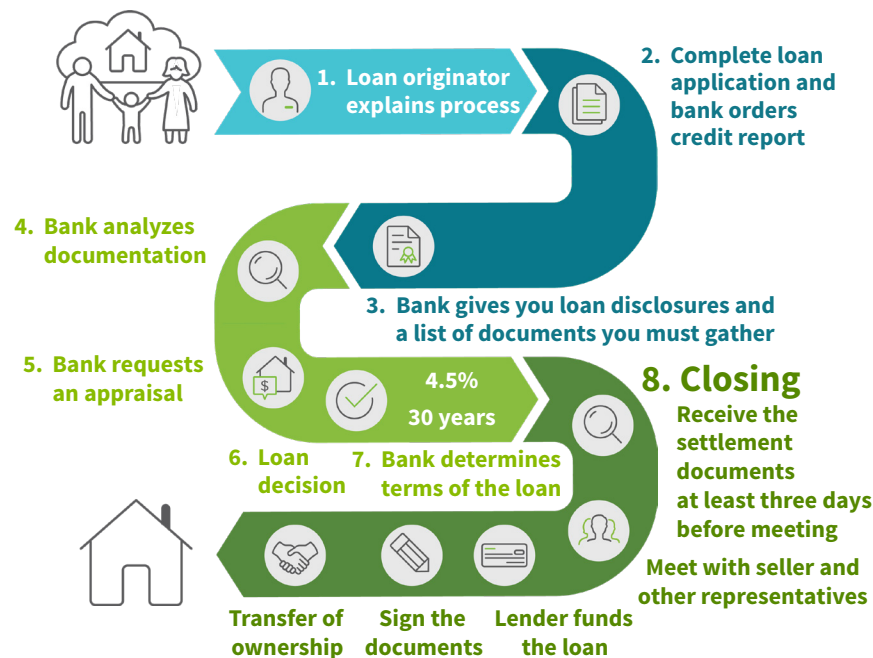 1. Loan originator
explains process
2. Complete loan
application and
bank orders
credit report
3. Bank gives you loan disclosures and
a list of documents you must gather
4. Bank analyzes
documentation
5. Bank requests
an appraisal
$
4.5%
30 years
6. Loan
decision
7. Bank determines
terms of the loan
8. Closing
Receive the
settlement
documents
at least three days
before meeting
Meet with seller and
other representatives
Lender funds
the loan
Sign the
documents
Transfer of
ownership